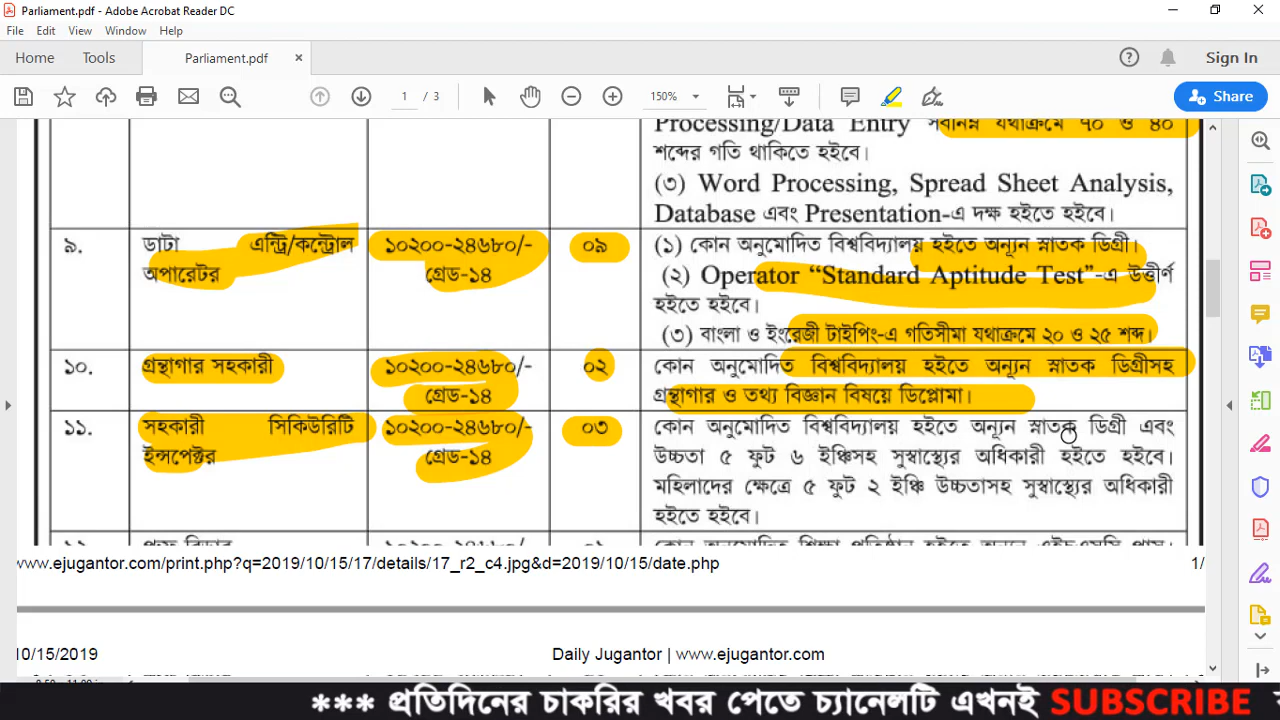 Parliament.pdf - Adobe Acrobat Reader DC
File Edit View Window Help
Home Tools Parliament.pdf × Sign In
1 / 3 150% Share
Processing/Data Entry সর্বনিম্ন যথাক্রমে ৭০ ও ৪০
শব্দের গতি থাকিতে হইবে।
(৩) Word Processing, Spread Sheet Analysis,
Database এবং Presentation-এ দক্ষ হইতে হইবে।
৯. ডাটা এন্ট্রি/কন্ট্রোল ১০২০০-২৪৬৮০/- ০৯ (১) কোন অনুমোদিত বিশ্ববিদ্যালয় হইতে অন্যূন স্নাতক ডিগ্রী।
অপারেটর গ্রেড-১৪ (২) Operator “Standard Aptitude Test”-এ উত্তীর্ণ
হইতে হইবে।
(৩) বাংলা ও ইংরেজী টাইপিং-এ গতিসীমা যথাক্রমে ২০ ও ২৫ শব্দ।
১০. গ্রন্থাগার সহকারী ১০২০০-২৪৬৮০/- ০২ কোন অনুমোদিত বিশ্ববিদ্যালয় হইতে অন্যূন স্নাতক ডিগ্রীসহ
গ্রেড-১৪ গ্রন্থাগার ও তথ্য বিজ্ঞান বিষয়ে ডিপ্লোমা।
১১. সহকারী সিকিউরিটি ১০২০০-২৪৬৮০/- ০৩ কোন অনুমোদিত বিশ্ববিদ্যালয় হইতে অন্যূন স্নাতক ডিগ্রী এবং
ইন্সপেক্টর গ্রেড-১৪ উচ্চতা ৫ ফুট ৬ ইঞ্চিসহ সুস্বাস্থ্যের অধিকারী হইতে হইবে।
মহিলাদের ক্ষেত্রে ৫ ফুট ২ ইঞ্চি উচ্চতাসহ সুস্বাস্থ্যের অধিকারী
হইতে হইবে।
www.ejugantor.com/print.php?q=2019/10/15/17/details/17_r2_c4.jpg&d=2019/10/15/date.php 1/
10/15/2019 Daily Jugantor | www.ejugantor.com
*** প্রতিদিনের চাকরির খবর পেতে চ্যানেলটি এখনই SUBSCRIBE